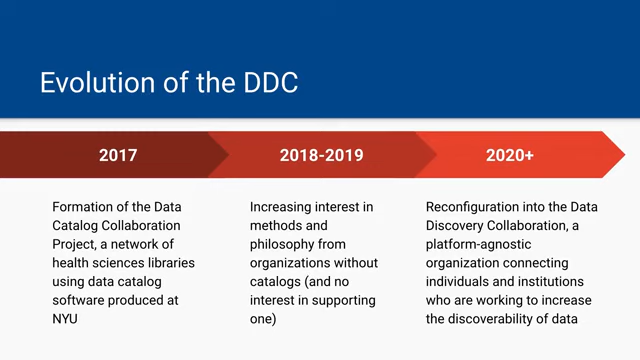 Evolution of the DDC
2017
2018-2019
2020+
Formation of the Data
Catalog Collaboration
Project, a network of
health sciences libraries
using data catalog
software produced at
NYU
Increasing interest in
methods and
philosophy from
organizations without
catalogs (and no
interest in supporting
one)
Reconfiguration into the Data
Discovery Collaboration, a
platform-agnostic
organization connecting
individuals and institutions
who are working to increase
the discoverability of data